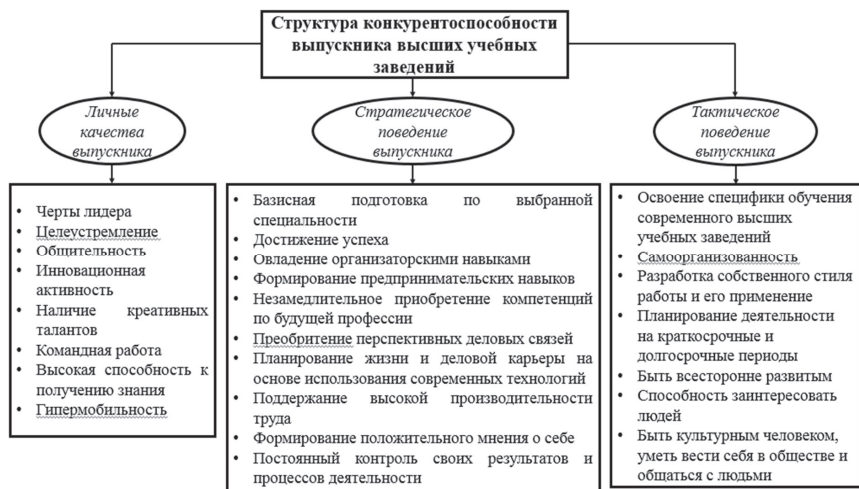 Структура конкурентоспособности
выпускника высших учебных
заведений
Личные
качества
выпускника
Стратегическое
поведение
выпускника
Тактическое
поведение
выпускника
• Черты лидера
• Целеустремление
• Общительность
• Инновационная
активность
• Наличие креативных
талантов
• Командная работа
• Высокая способность к
получению знания
• Гипермобильность
• Базисная подготовка по выбранной
специальности
• Достижение успеха
• Овладение организаторскими навыками
• Формирование предпринимательских навыков
• Незамедлительное приобретение компетенций
по будущей профессии
• Преобритение перспективных деловых связей
• Планирование жизни и деловой карьеры на
основе использования современных технологий
• Поддержание высокой производительности
труда
• Формирование положительного мнения о себе
• Постоянный контроль своих результатов и
процессов деятельности
• Освоение специфики обучения
современного высших
учебных заведений
• Самоорганизованность
• Разработка собственного стиля
работы и его применение
• Планирование деятельности
на краткосрочные и
долгосрочные периоды
• Быть всесторонне развитым
• Способность заинтересовать
людей
• Быть культурным человеком,
уметь вести себя в обществе и
общаться с людьми